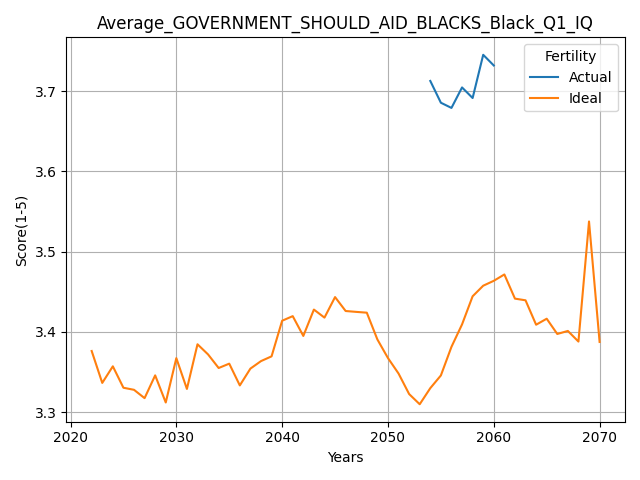 Average_GOVERNMENT_SHOULD_AID_BLACKS_Black_Q1_IQ
Fertility
Actual
Ideal
Score(1-5)
3.7
3.6
3.5
3.4
3.3
2020 2030 2040 2050 2060 2070
Years